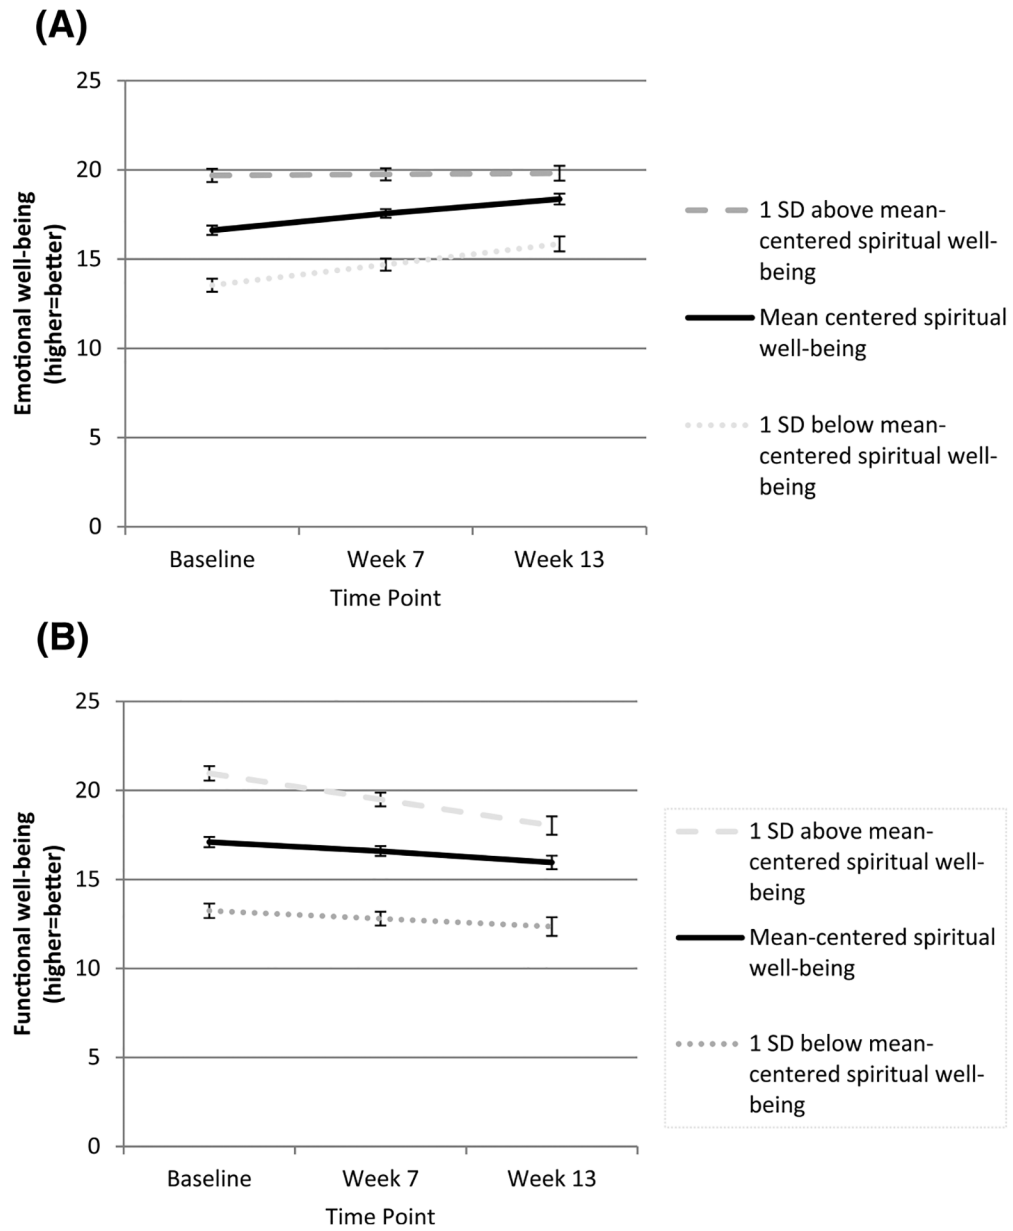 (A)
25
20
15
10
5
0
Emotional well-being
(higher=better)
Baseline
Week 7
Week 13
Time Point
1 SD above mean-
centered spiritual well-
being
Mean centered spiritual
well-being
1 SD below mean-
centered spiritual well-
being
(B)
25
20
15
10
5
0
Functional well-being
(higher=better)
Baseline
Week 7
Week 13
Time Point
1 SD above mean-
centered spiritual well-
being
Mean-centered spiritual
well-being
1 SD below mean-
centered spiritual well-
being